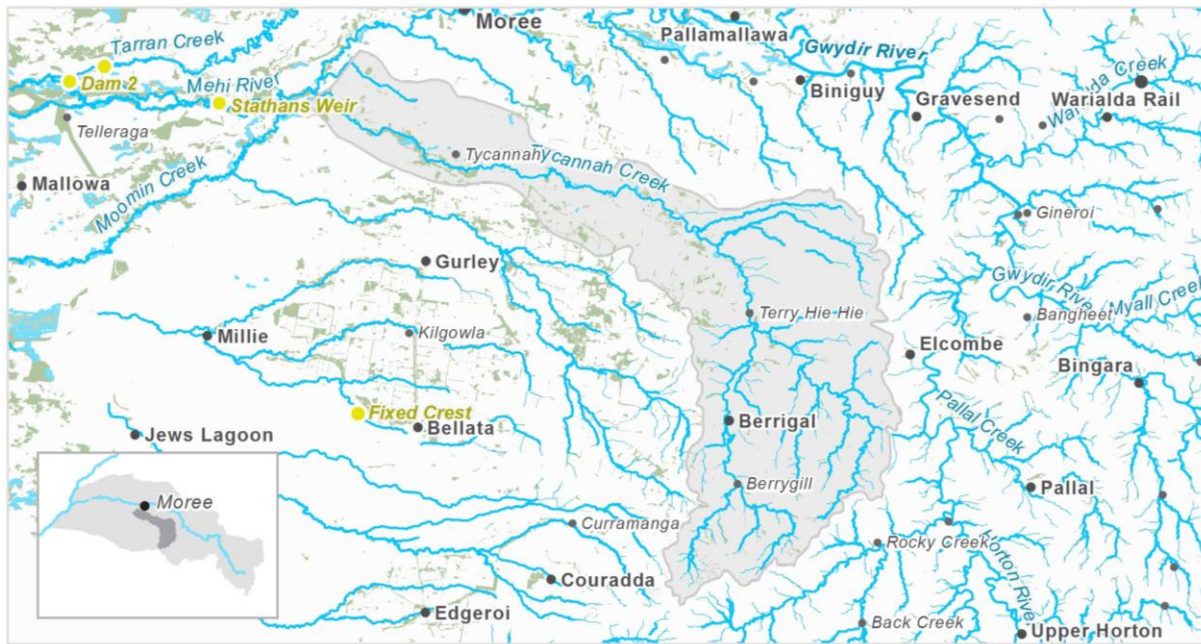 Moree
Pallamallawa
Tarran Creek
Gwydir River
Dam 2
Mehi River
Biniguy
Warialda Creek
Stathans Weir
Gravesend
Warialda Rail
Telleraga
Tycannah
Tycannah Creek
Mallowa
Moomin Creek
Gineroi
Gurley
Gwydir River
Myall Creek
Terry Hie Hie
Bangheet
Millie
Kilgowla
Elcombe
Bingara
Fixed Crest
Bellata
Berrigal
Pallal Creek
Jews Lagoon
Berrygill
Pallal
Moree
Curramanga
Rocky Creek
Horton River
Couradda
Edgeroi
Back Creek
Upper Horton